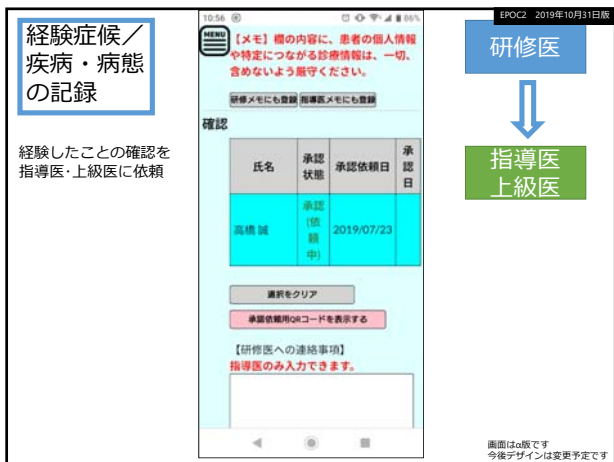 EPOC2 2019年10月31日版
経験症候／
疾病・病態
の記録
経験したことの確認を
指導医・上級医に依頼
10:56
86%
MENU
【メモ】欄の内容に、患者の個人情報
や特定につながる診療情報は、一切、
含めないよう厳守ください。
研修メモにも登録 指導医メモにも登録
確認
氏名 承認状態 承認依頼日 承認日
高橋 誠 承認(依頼中) 2019/07/23
選択をクリア
承認依頼用QRコードを表示する
【研修医への連絡事項】
指導医のみ入力できます。
研修医
指導医
上級医
画面はα版です
今後デザインは変更予定です